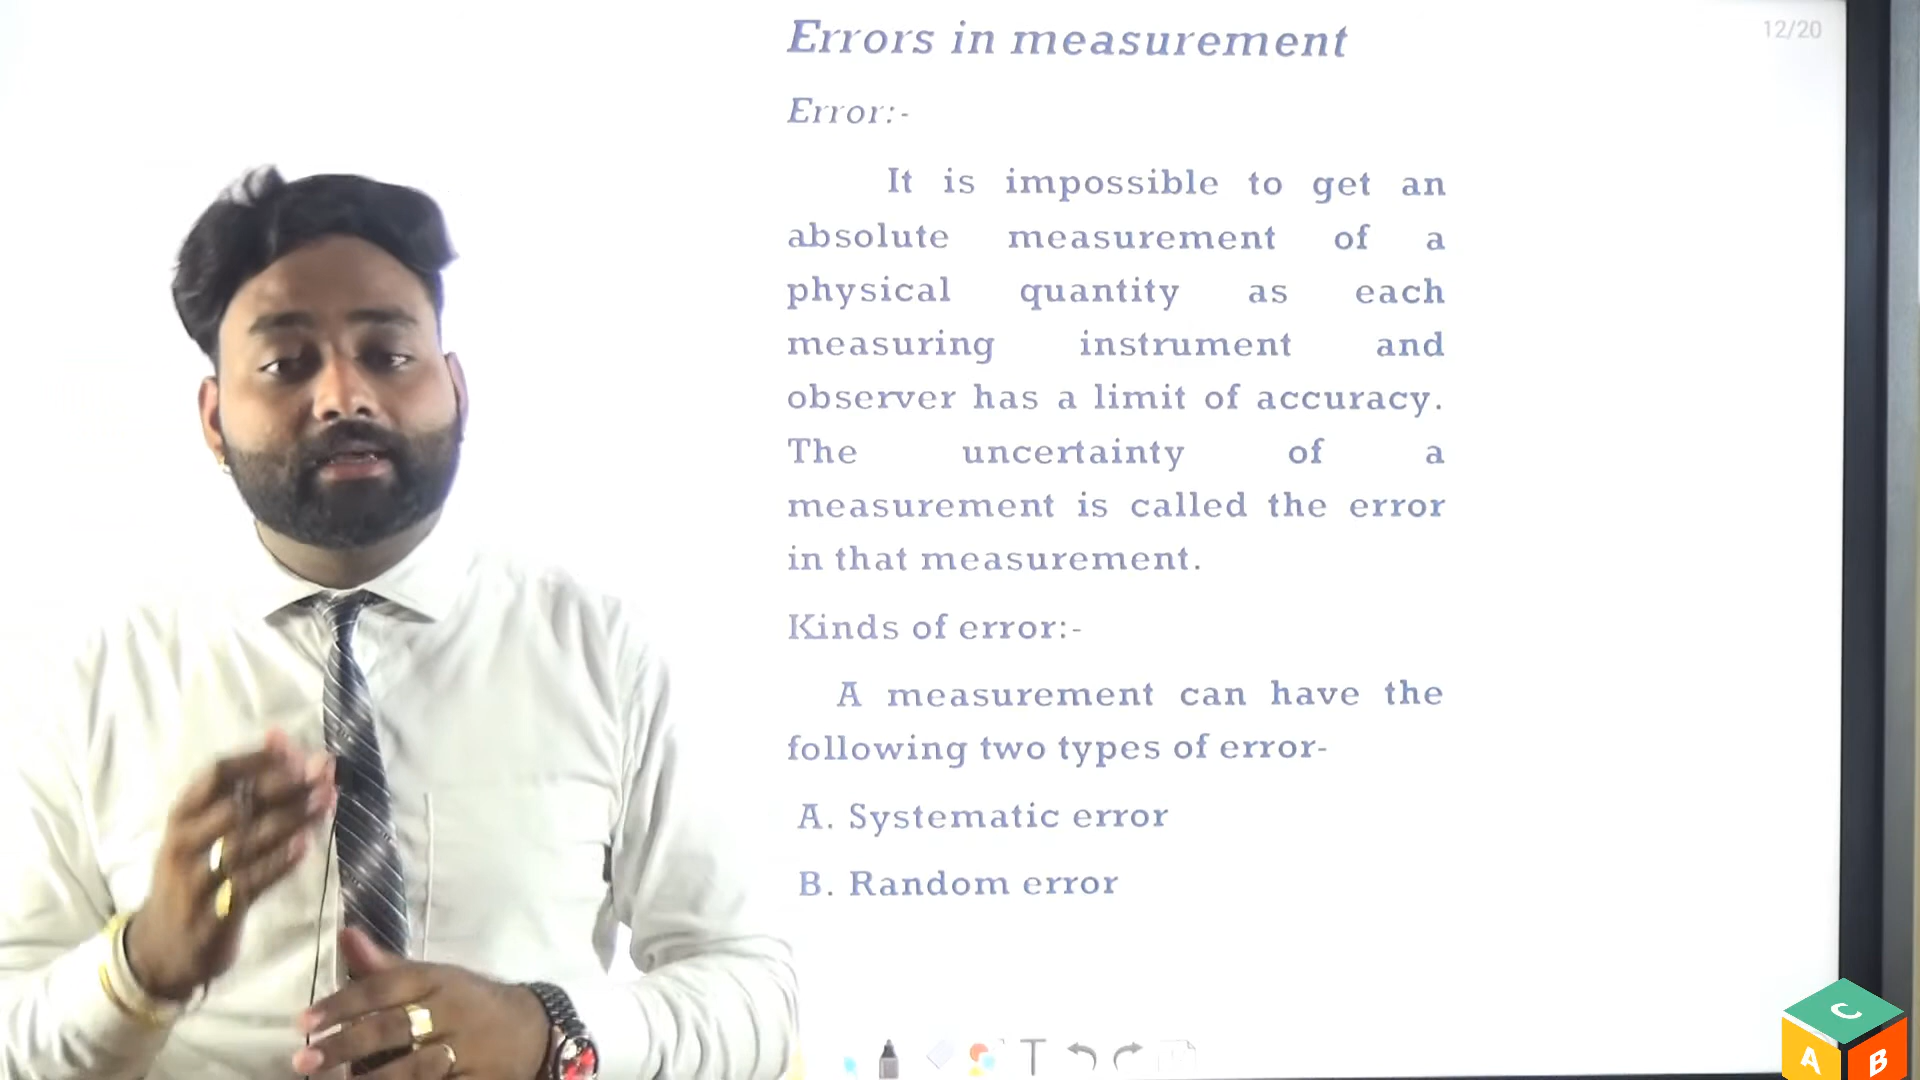 Errors in measurement
12/20
Error:-
It is impossible to get an
absolute measurement of a
physical quantity as each
measuring instrument and
observer has a limit of accuracy.
The uncertainty of a
measurement is called the error
in that measurement.
Kinds of error:-
A measurement can have the
following two types of error-
A. Systematic error
B. Random error
T
C
A B